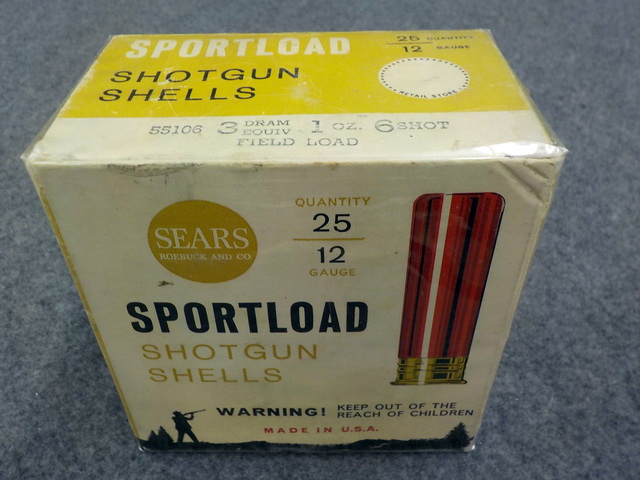 SPORTLOAD
25 QUANTITY
12 GAUGE
SHOTGUN
SHELLS
RETAIL STORE
55106 3 DRAM EQUIV 1 OZ. 6 SHOT
FIELD LOAD
SEARS
ROEBUCK AND CO.
QUANTITY
25
12
GAUGE
SPORTLOAD
SHOTGUN
SHELLS
WARNING! KEEP OUT OF THE
REACH OF CHILDREN
MADE IN U.S.A.